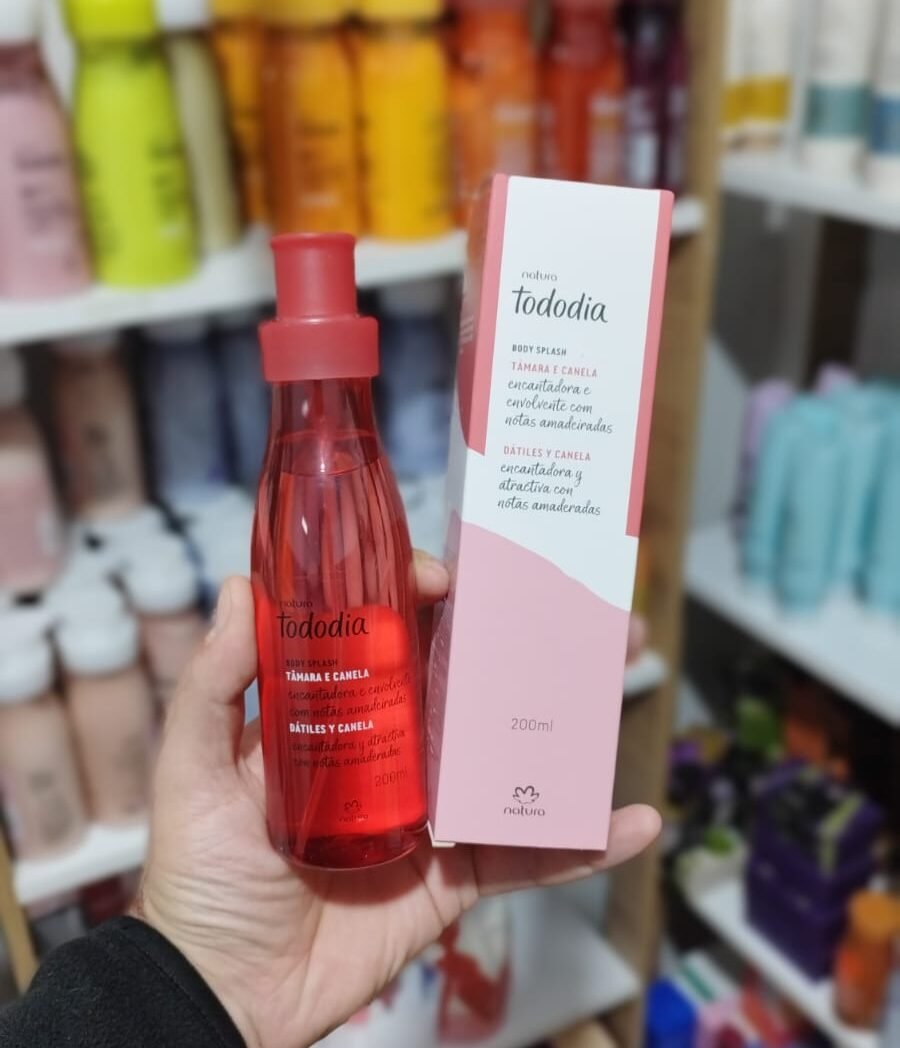 natura
tododia
BODY SPLASH
TÂMARA E CANELA
encantadora e
envolvente com
notas amadeiradas
DÁTILES Y CANELA
encantadora y
atractiva con
notas amaderadas
200ml
natura
natura
tododia
BODY SPLASH
TÂMARA E CANELA
encantadora e envolvente
com notas amadeiradas
DÁTILES Y CANELA
encantadora y atractiva
con notas amaderadas
200ml
natura